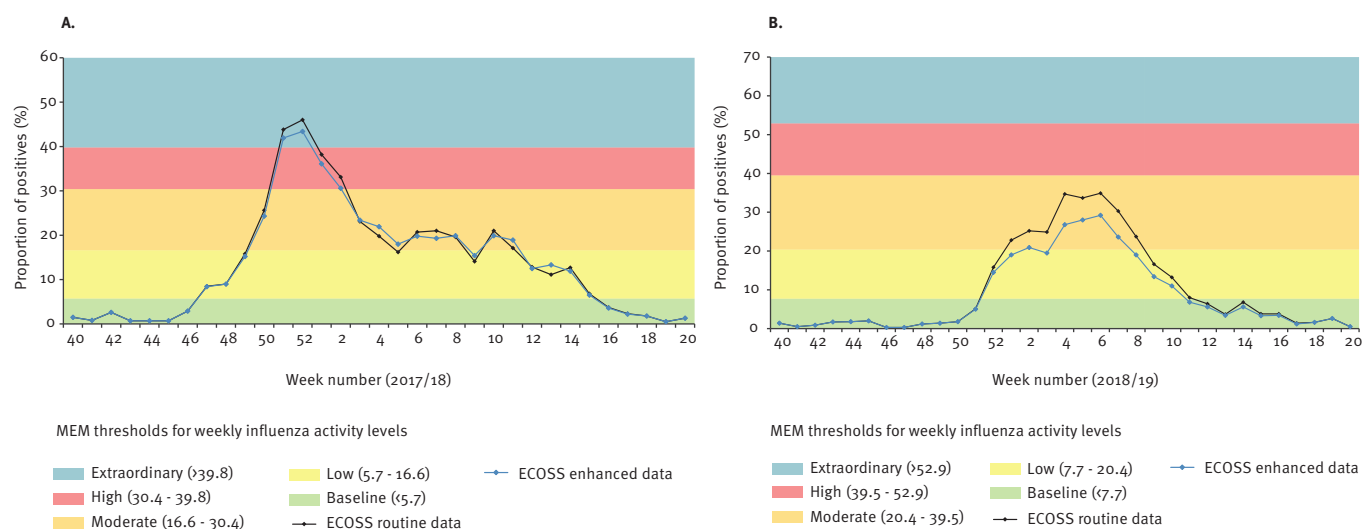 A.
Proportion of positives (%)
60
50
40
30
20
10
0
40 42 44 46 48 50 52 2 4 6 8 10 12 14 16 18 20
Week number (2017/18)
MEM thresholds for weekly influenza activity levels
Extraordinary (>39.8)
High (30.4 - 39.8)
Moderate (16.6 - 30.4)
Low (5.7 - 16.6)
Baseline (<5.7)
ECOSS routine data
ECOSS enhanced data
B.
Proportion of positives (%)
70
60
50
40
30
20
10
0
40 42 44 46 48 50 52 2 4 6 8 10 12 14 16 18 20
Week number (2018/19)
MEM thresholds for weekly influenza activity levels
Extraordinary (>52.9)
High (39.5 - 52.9)
Moderate (20.4 - 39.5)
Low (7.7 - 20.4)
Baseline (<7.7)
ECOSS routine data
ECOSS enhanced data